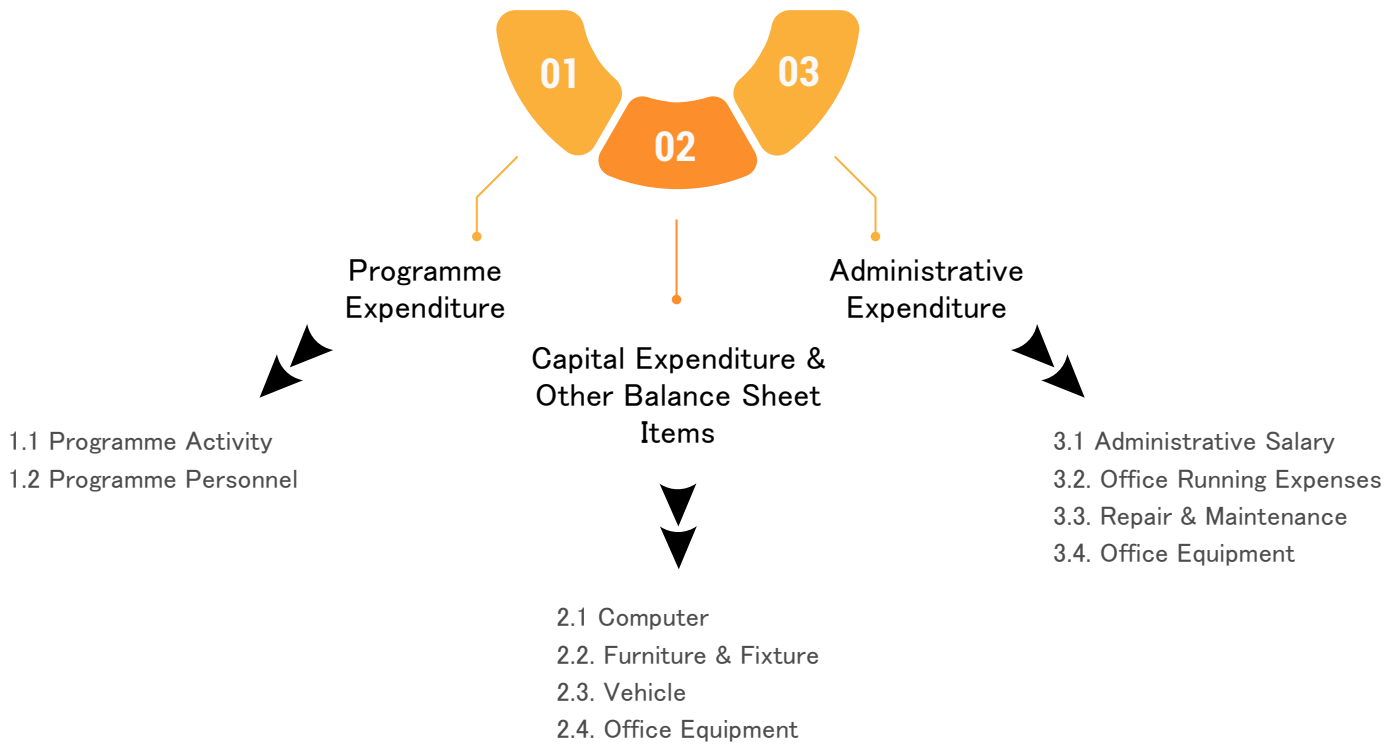 01
02
03
Programme
Expenditure
Capital Expenditure &
Other Balance Sheet
Items
Administrative
Expenditure
1.1 Programme Activity
1.2 Programme Personnel
2.1 Computer
2.2. Furniture & Fixture
2.3. Vehicle
2.4. Office Equipment
3.1 Administrative Salary
3.2. Office Running Expenses
3.3. Repair & Maintenance
3.4. Office Equipment